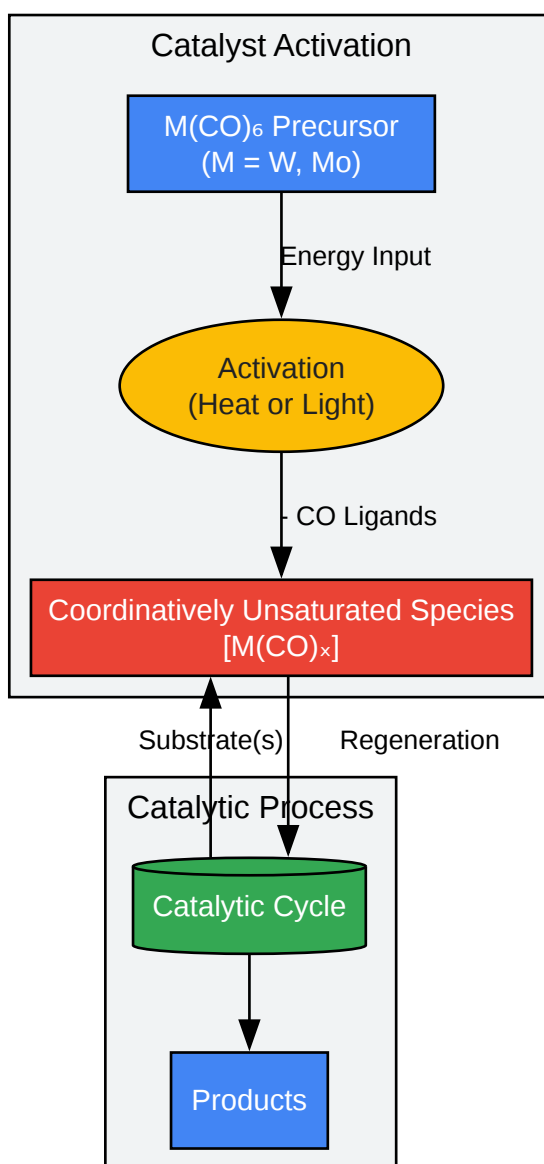 Catalyst Activation
M(CO)₆ Precursor
(M = W, Mo)
Energy Input
Activation
(Heat or Light)
- CO Ligands
Coordinatively Unsaturated Species
[M(CO)ₓ]
Substrate(s)
Regeneration
Catalytic Process
Catalytic Cycle
Products